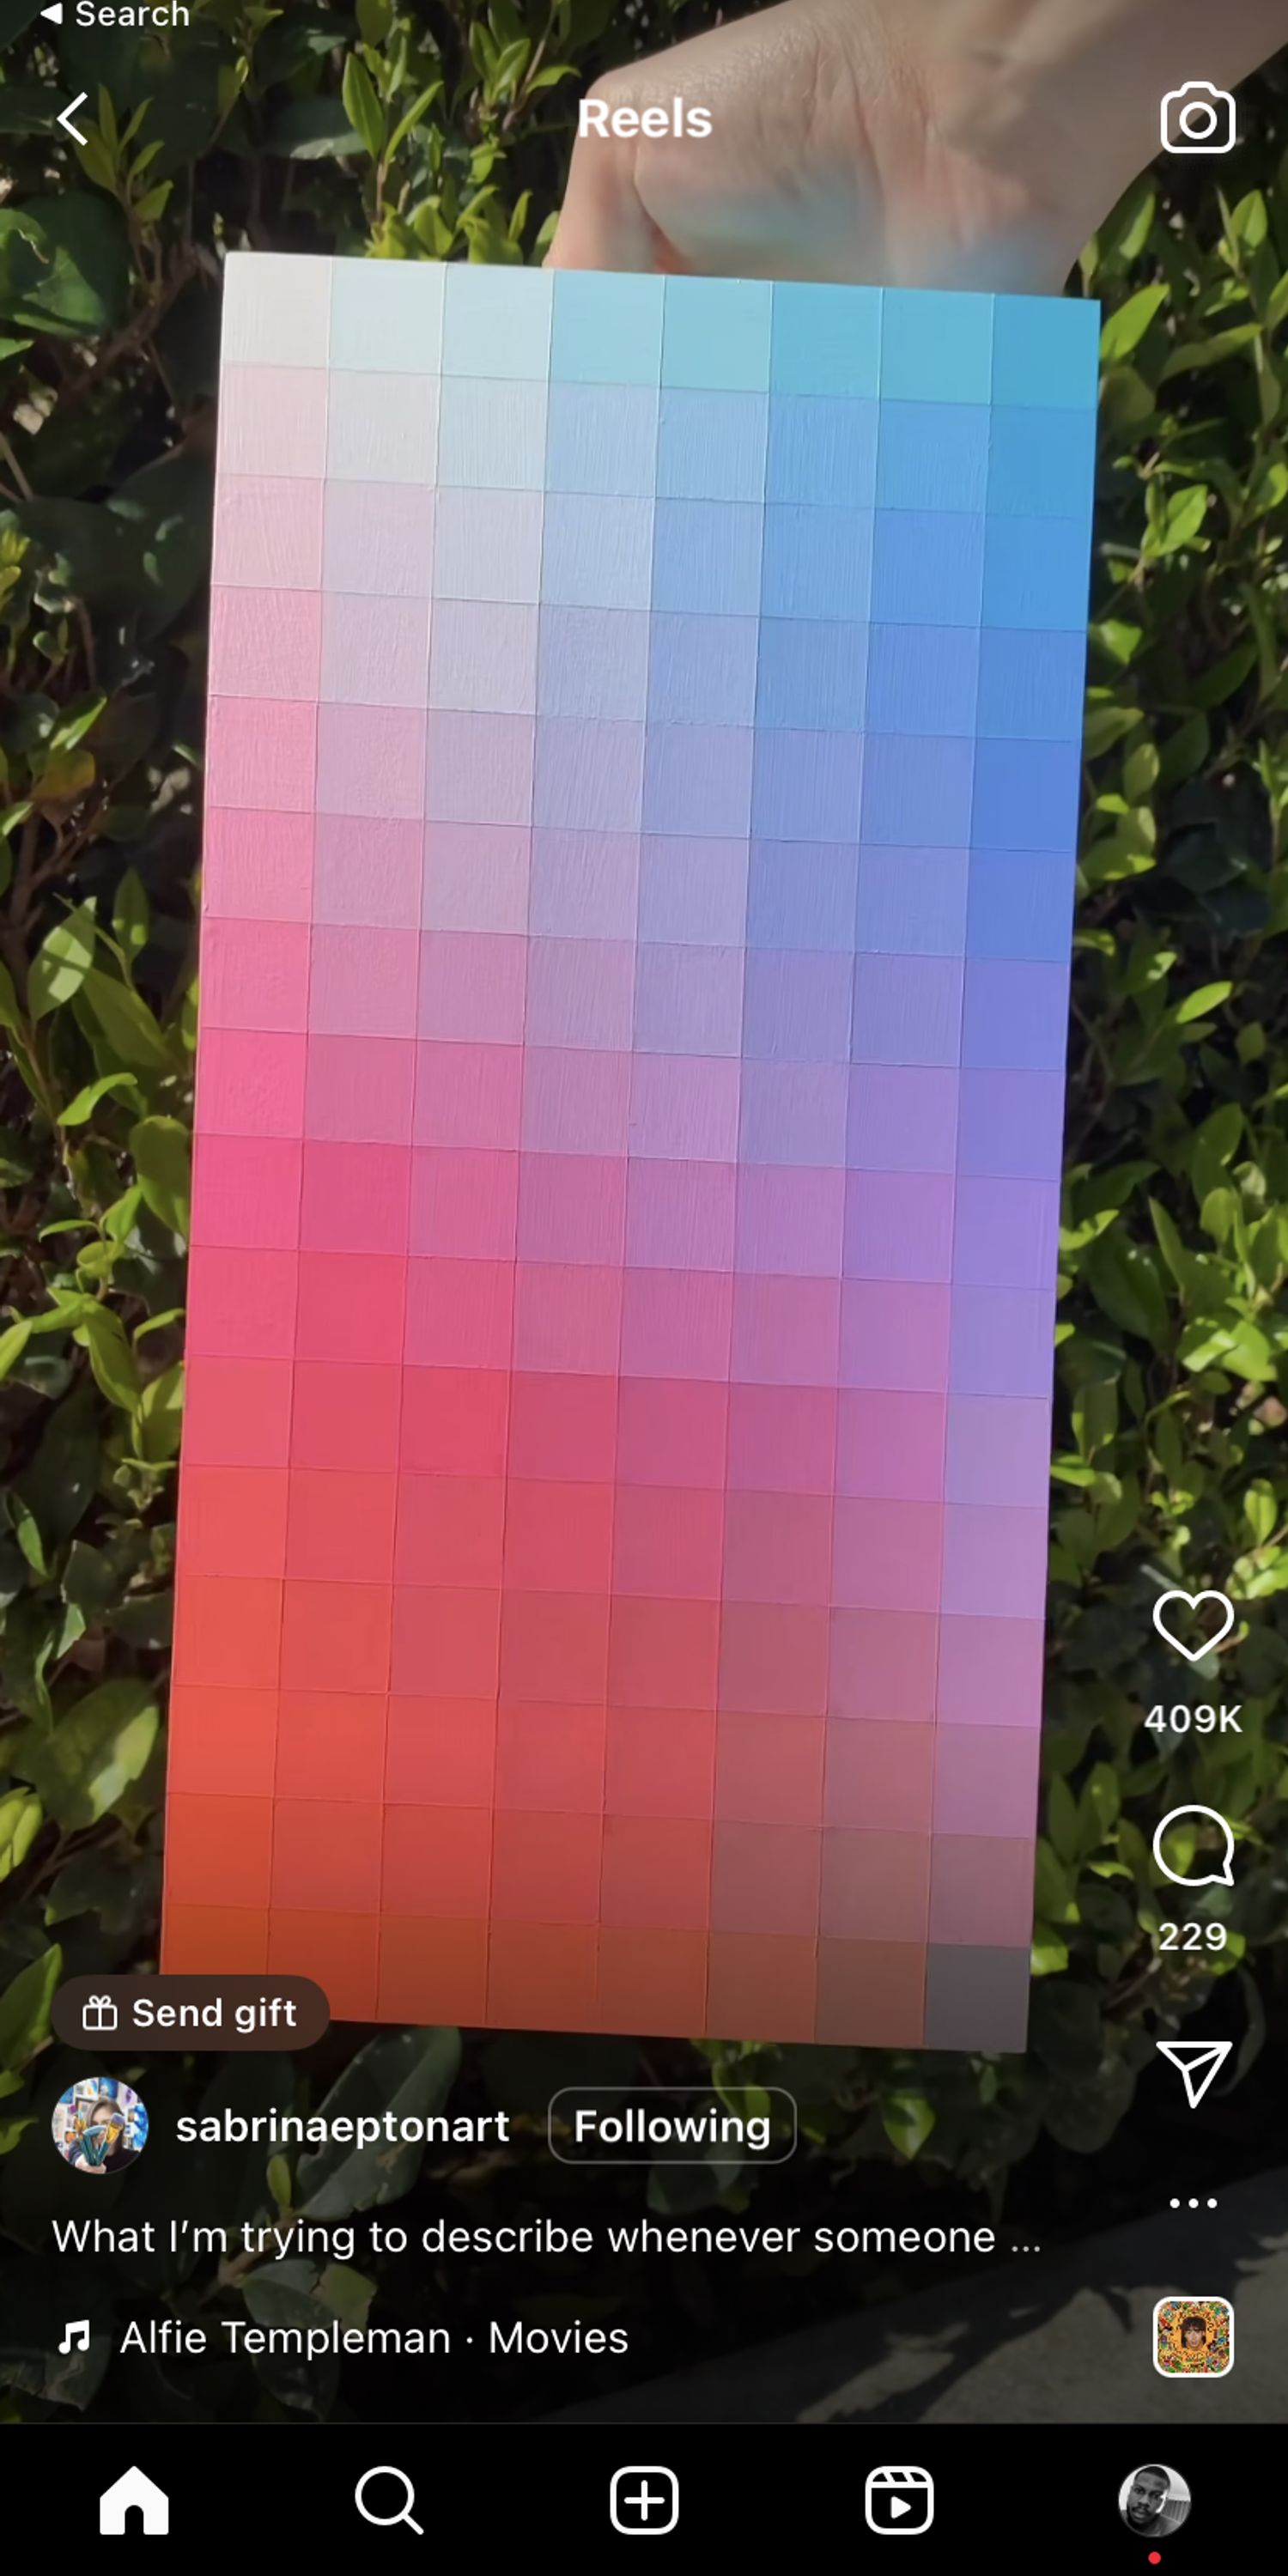 Search
Reels
409K
229
Send gift
sabrinaeptonart Following
What I’m trying to describe whenever someone ...
Alfie Templeman · Movies